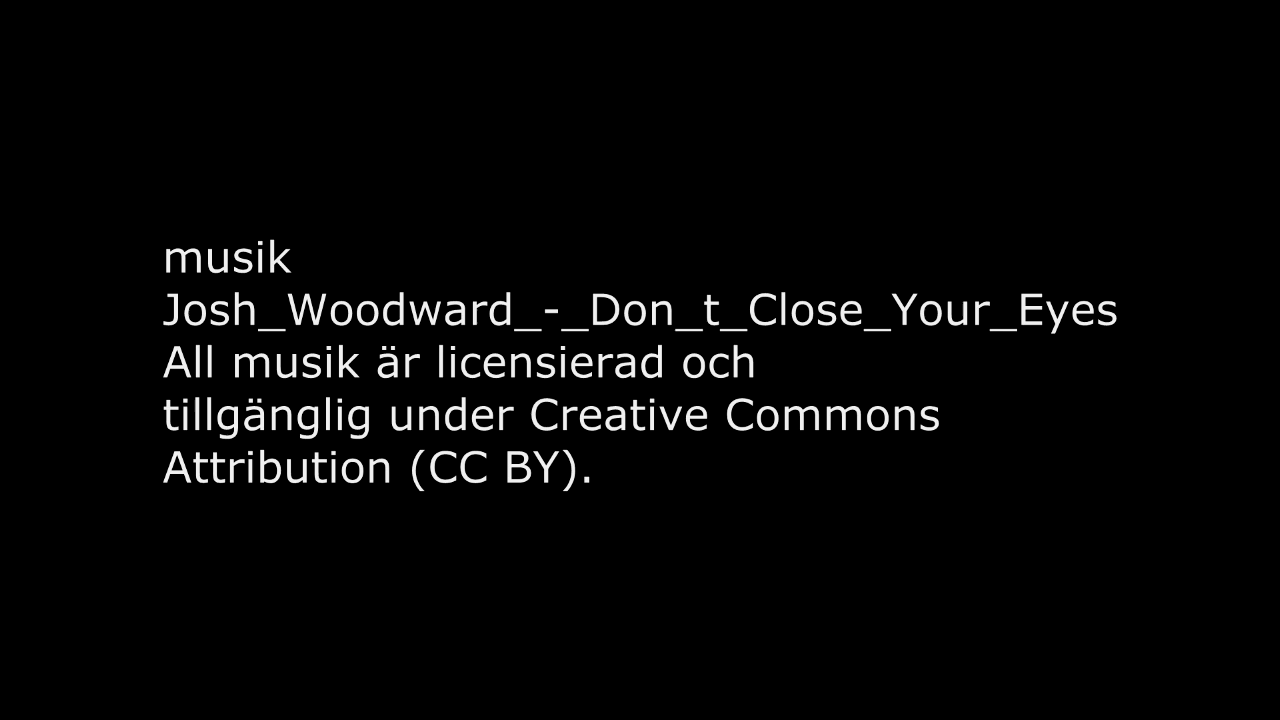 musik
Josh_Woodward_-_Don_t_Close_Your_Eyes
All musik är licensierad och
tillgänglig under Creative Commons
Attribution (CC BY).